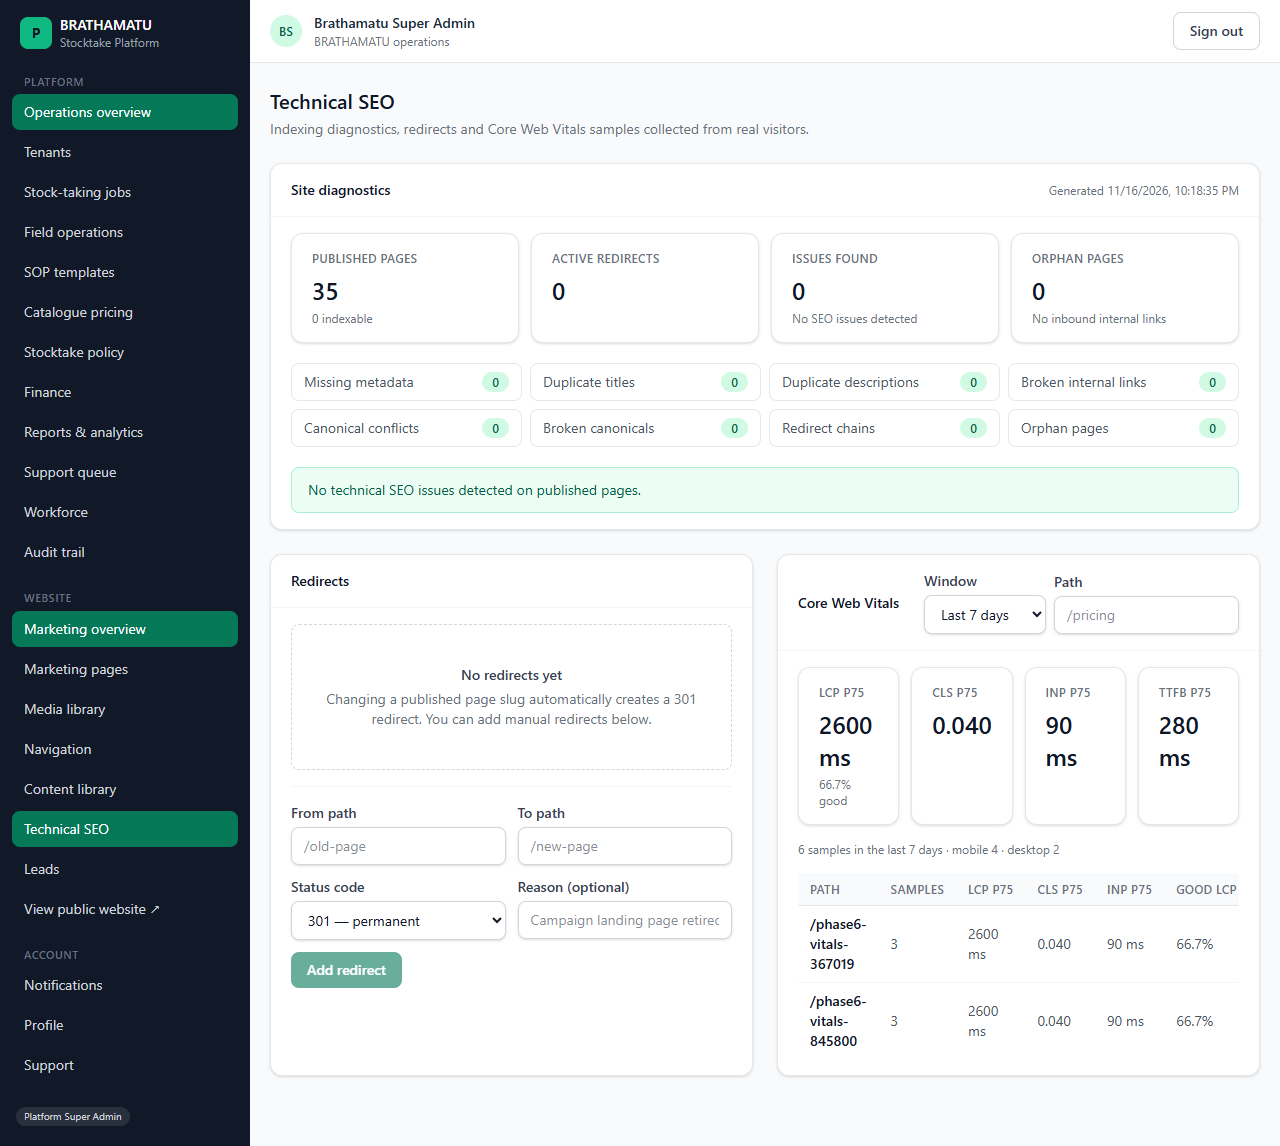 P
BRATHAMATU
Stocktake Platform
PLATFORM
Operations overview
Tenants
Stock-taking jobs
Field operations
SOP templates
Catalogue pricing
Stocktake policy
Finance
Reports & analytics
Support queue
Workforce
Audit trail
WEBSITE
Marketing overview
Marketing pages
Media library
Navigation
Content library
Technical SEO
Leads
View public website ↗
ACCOUNT
Notifications
Profile
Support
Platform Super Admin
BS
Brathamatu Super Admin
BRATHAMATU operations
Sign out
Technical SEO
Indexing diagnostics, redirects and Core Web Vitals samples collected from real visitors.
Site diagnostics
Generated 11/16/2026, 10:18:35 PM
PUBLISHED PAGES
35
0 indexable
ACTIVE REDIRECTS
0
ISSUES FOUND
0
No SEO issues detected
ORPHAN PAGES
0
No inbound internal links
Missing metadata 0
Duplicate titles 0
Duplicate descriptions 0
Broken internal links 0
Canonical conflicts 0
Broken canonicals 0
Redirect chains 0
Orphan pages 0
No technical SEO issues detected on published pages.
Redirects
No redirects yet
Changing a published page slug automatically creates a 301
redirect. You can add manual redirects below.
From path
/old-page
To path
/new-page
Status code
301 — permanent
Reason (optional)
Campaign landing page retired
Add redirect
Core Web Vitals
Window
Last 7 days
Path
/pricing
LCP P75
2600
ms
66.7%
good
CLS P75
0.040
INP P75
90
ms
TTFB P75
280
ms
6 samples in the last 7 days · mobile 4 · desktop 2
PATH SAMPLES LCP P75 CLS P75 INP P75 GOOD LCP
/phase6-
vitals-
367019
3
2600
ms
0.040
90 ms
66.7%
/phase6-
vitals-
845800
3
2600
ms
0.040
90 ms
66.7%